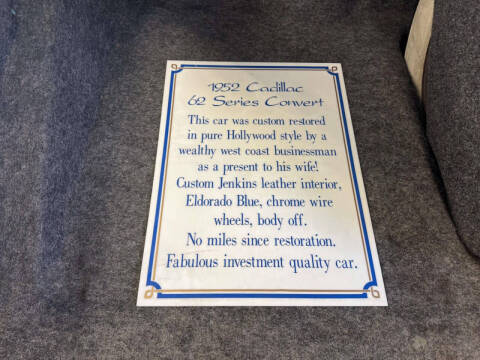 1952 Cadillac
62 Series Convert
This car was custom restored
in pure Hollywood style by a
wealthy west coast businessman
as a present to his wife!
Custom Jenkins leather interior,
Eldorado Blue, chrome wire
wheels, body off.
No miles since restoration.
Fabulous investment quality car.